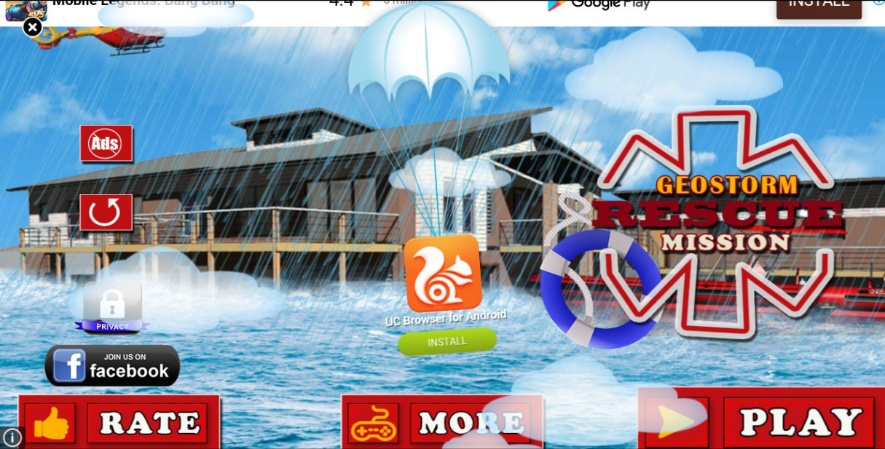 Mobile Legends: Bang Bang
4.4
Google Play
INSTALL
Ads
GEOSTORM
RESCUE
MISSION
UC Browser for Android
INSTALL
PRIVACY
JOIN US ON
facebook
RATE
MORE
PLAY